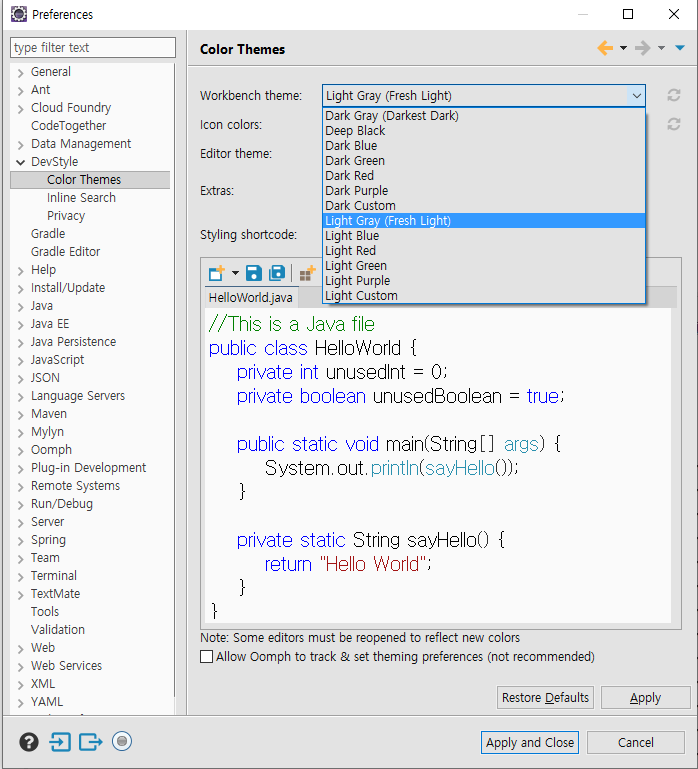 Preferences
type filter text
General
Ant
Cloud Foundry
CodeTogether
Data Management
DevStyle
Color Themes
Inline Search
Privacy
Gradle
Gradle Editor
Help
Install/Update
Java
Java EE
Java Persistence
JavaScript
JSON
Language Servers
Maven
Mylyn
Oomph
Plug-in Development
Remote Systems
Run/Debug
Server
Spring
Team
Terminal
TextMate
Tools
Validation
Web
Web Services
XML
YAML
Color Themes
Workbench theme: Light Gray (Fresh Light)
Icon colors:
Editor theme:
Extras:
Styling shortcode:
Dark Gray (Darkest Dark)
Deep Black
Dark Blue
Dark Green
Dark Red
Dark Purple
Dark Custom
Light Gray (Fresh Light)
Light Blue
Light Red
Light Green
Light Purple
Light Custom
HelloWorld.java
//This is a Java file
public class HelloWorld {
private int unusedInt = 0;
private boolean unusedBoolean = true;
public static void main(String[] args) {
System.out.println(sayHello());
}
private static String sayHello() {
return "Hello World";
}
}
Note: Some editors must be reopened to reflect new colors
Allow Oomph to track & set theming preferences (not recommended)
Restore Defaults Apply
? Apply and Close Cancel